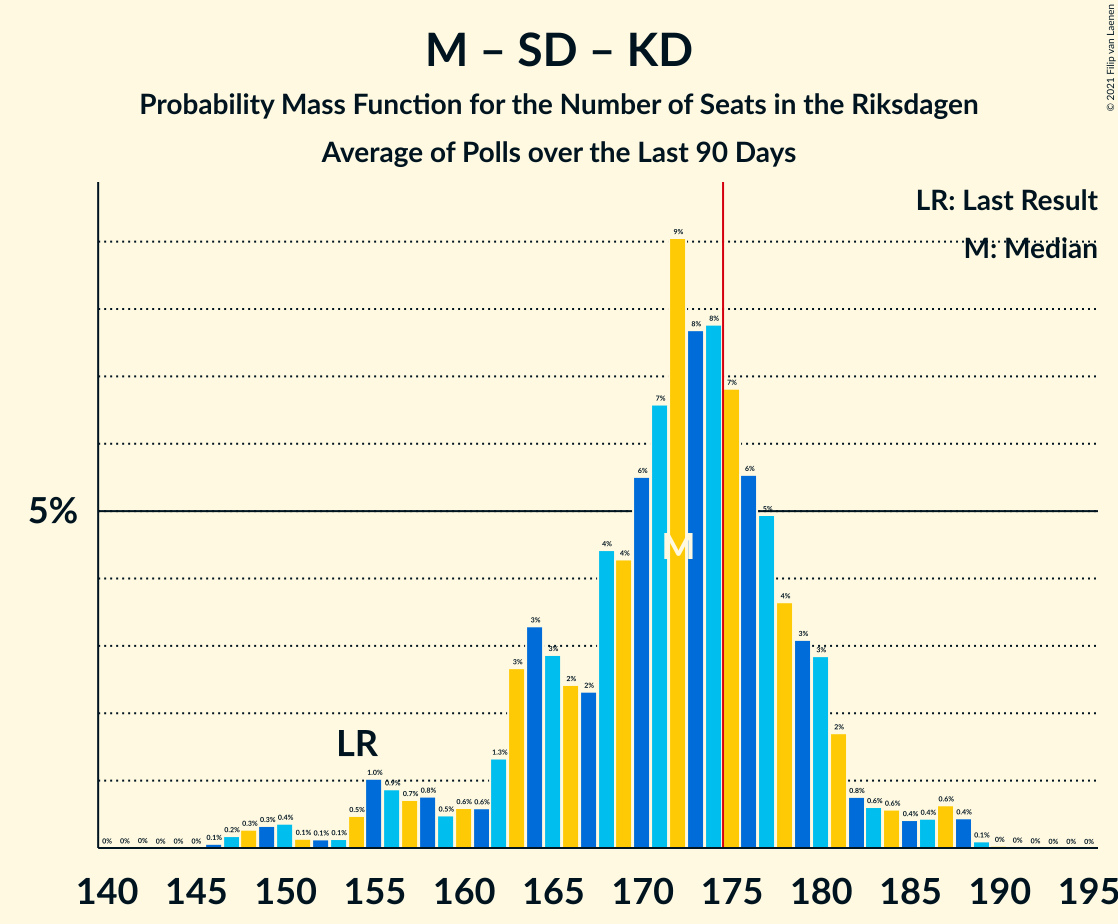 M – SD – KD
Probability Mass Function for the Number of Seats in the Riksdagen
Average of Polls over the Last 90 Days
© 2021 Filip van Laenen
LR: Last Result
M: Median
5%
LR
M
0% 0% 0% 0% 0% 0% 0.1% 0.2% 0.3% 0.3% 0.4% 0.1% 0.1% 0.1% 0.5% 1.0% 0.9% 0.7% 0.8% 0.5% 0.6% 0.6% 1.3% 3% 3% 3% 2% 2% 4% 4% 6% 7% 9% 8% 8% 7% 6% 5% 4% 3% 3% 2% 0.8% 0.6% 0.6% 0.4% 0.4% 0.6% 0.4% 0.1% 0% 0% 0% 0% 0% 0%
140 145 150 155 160 165 170 175 180 185 190 195